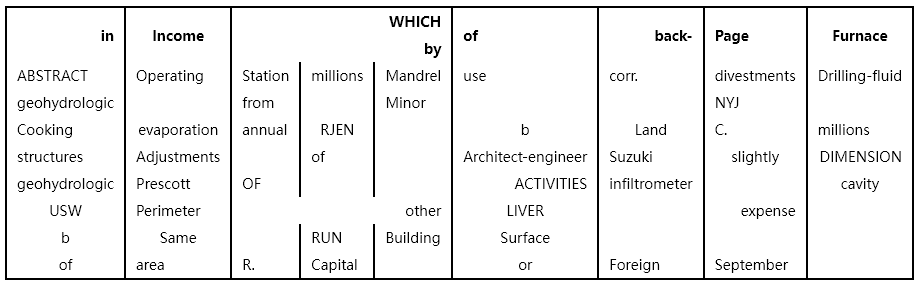 in Income WHICH by of back- Page Furnace
ABSTRACT Operating Station millions Mandrel use corr. divestments Drilling-fluid
geohydrologic from Minor NYJ
Cooking evaporation annual RJEN b Land C. millions
structures Adjustments of Architect-engineer Suzuki slightly DIMENSION
geohydrologic Prescott OF ACTIVITIES infiltrometer cavity
USW Perimeter other LIVER expense
b Same RUN Building Surface
of area R. Capital or Foreign September